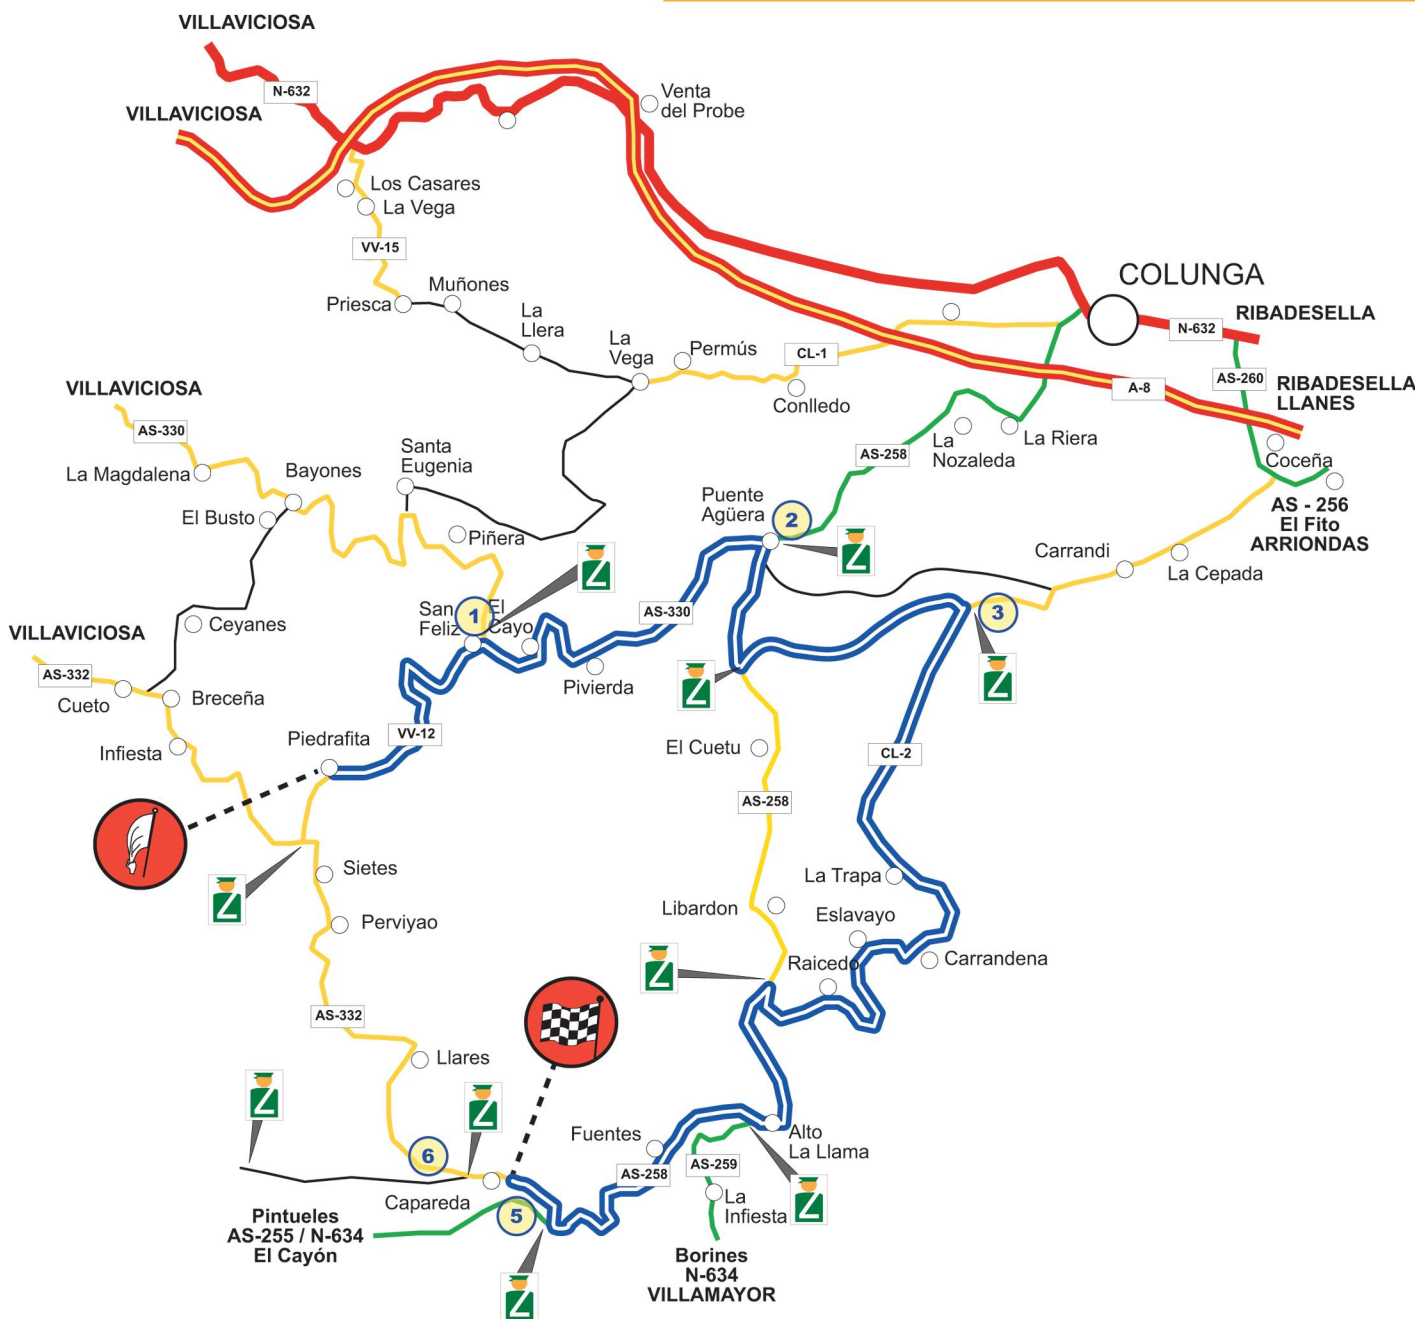 VILLAVICIOSA
N-632
VILLAVICIOSA
Venta
del Probe
Los Casares
La Vega
VV-15
COLUNGA
Priesca
Muñones
La
Llera
RIBADESELLA
N-632
La
Vega
Permús
CL-1
Conlledo
A-8
AS-260
RIBADESELLA
LLANES
VILLAVICIOSA
AS-330
La Magdalena
Bayones
Santa
Eugenia
La
Nozaleda
La Riera
AS-258
Coceña
El Busto
Piñera
Puente
Agüera
2
AS - 256
El Fito
ARRIONDAS
Carrandi
La Cepada
Z
Z
1
San
Feliz
El
Cayo
AS-330
3
Ceyanes
VILLAVICIOSA
AS-332
Cueto
Breceña
Pivierda
Z
Z
Infiesta
Piedrafita
VV-12
El Cuetu
CL-2
AS-258
Sietes
La Trapa
Z
Perviyao
Libardon
Eslavayo
Z
Raicedo
Carrandena
AS-332
Llares
Z
Z
Fuentes
Alto
La Llama
6
AS-258
AS-259
Capareda
La
Infiesta
Z
5
Pintueles
AS-255 / N-634
El Cayón
Borines
N-634
VILLAMAYOR
Z